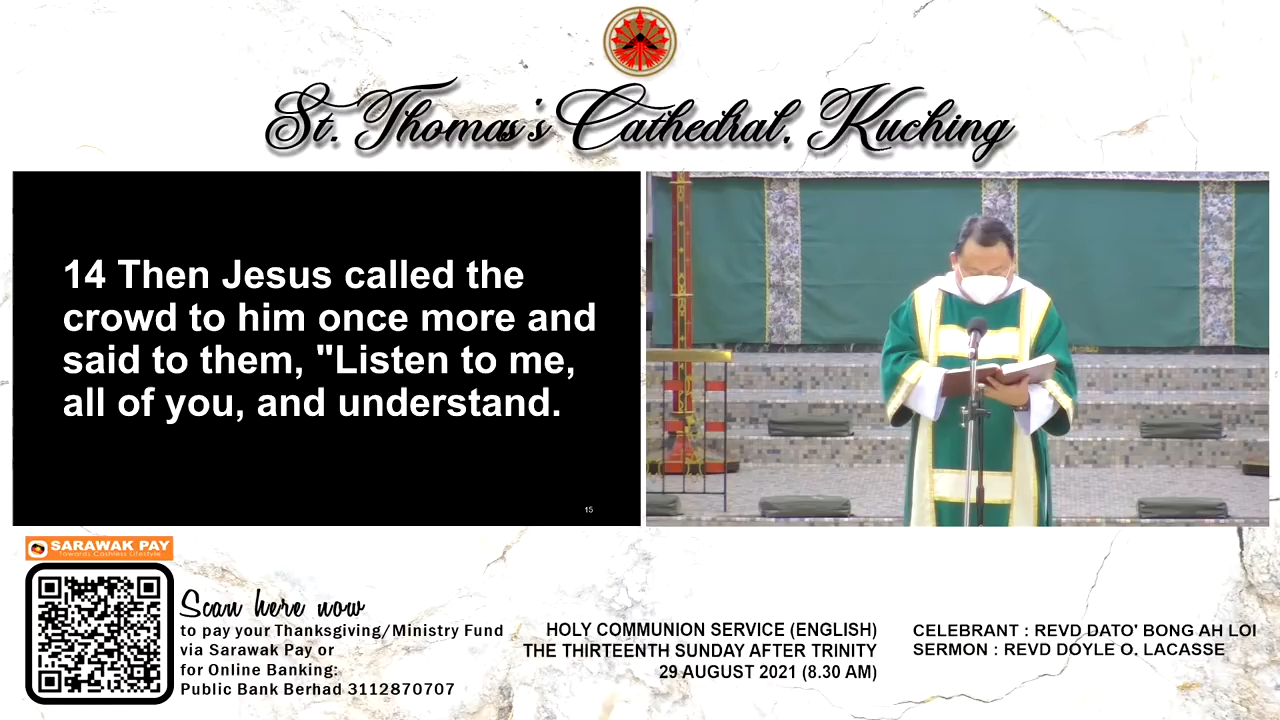 St. Thomas's Cathedral, Kuching
14 Then Jesus called the
crowd to him once more and
said to them, "Listen to me,
all of you, and understand.
15
SARAWAK PAY
Towards Cashless Lifestyle
Scan here now
to pay your Thanksgiving/Ministry Fund
via Sarawak Pay or
for Online Banking:
Public Bank Berhad 3112870707
HOLY COMMUNION SERVICE (ENGLISH)
THE THIRTEENTH SUNDAY AFTER TRINITY
29 AUGUST 2021 (8.30 AM)
CELEBRANT : REVD DATO' BONG AH LOI
SERMON : REVD DOYLE O. LACASSE